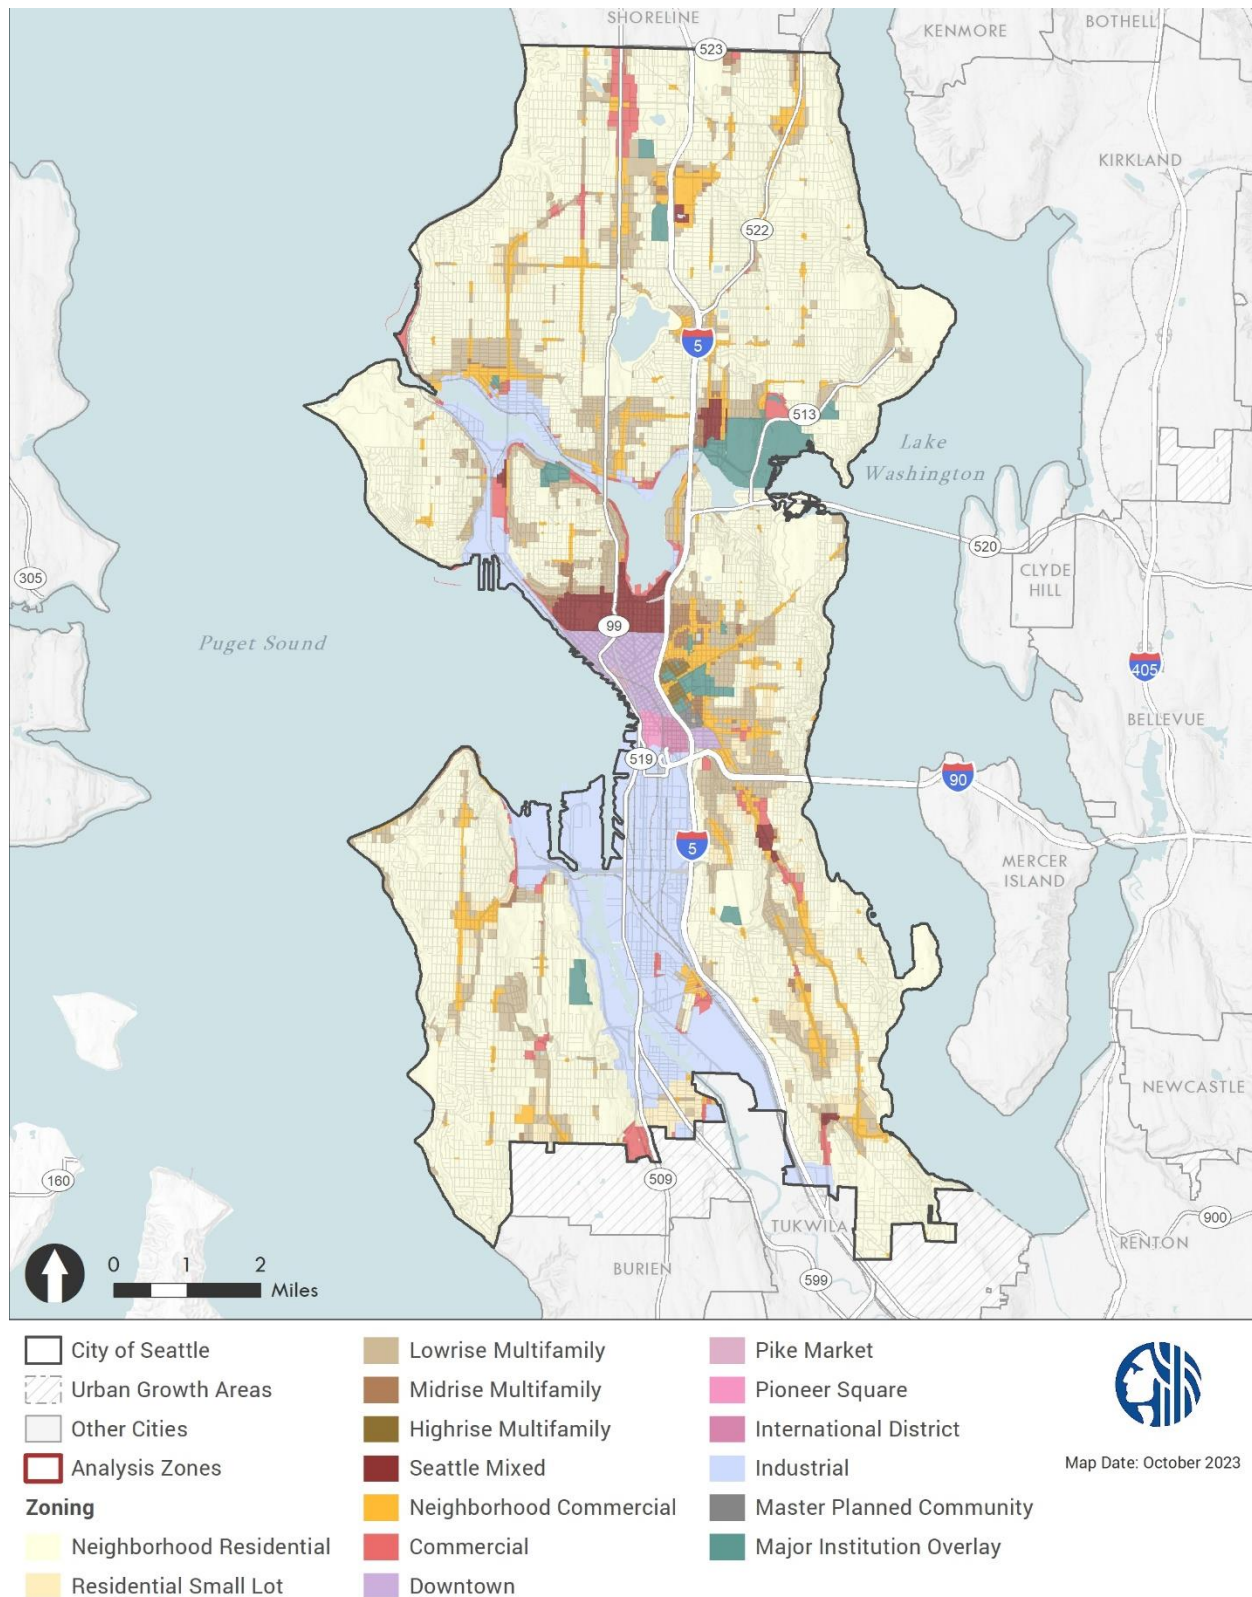 SHORELINE
BOTHELL
KENMORE
523
KIRKLAND
522
5
513
Lake
Washington
520
CLYDE
HILL
305
99
Puget Sound
405
BELLEVUE
519
90
5
MERCER
ISLAND
NEWCASTLE
160
509
900
TUKWILA
RENTON
BURIEN
599
0 1 2
Miles
City of Seattle
Urban Growth Areas
Other Cities
Analysis Zones
Zoning
Neighborhood Residential
Residential Small Lot
Lowrise Multifamily
Midrise Multifamily
Highrise Multifamily
Seattle Mixed
Neighborhood Commercial
Commercial
Downtown
Pike Market
Pioneer Square
International District
Industrial
Master Planned Community
Major Institution Overlay
Map Date: October 2023